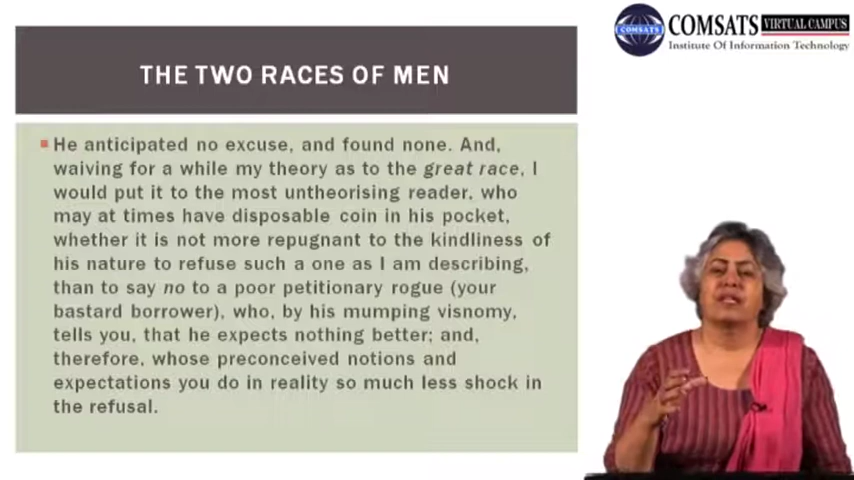 COMSATS VIRTUAL CAMPUS
COMSATS
Institute Of Information Technology
THE TWO RACES OF MEN
He anticipated no excuse, and found none. And,
waiving for a while my theory as to the great race, I
would put it to the most untheorising reader, who
may at times have disposable coin in his pocket,
whether it is not more repugnant to the kindliness of
his nature to refuse such a one as I am describing,
than to say no to a poor petitionary rogue (your
bastard borrower), who, by his mumping visnomy,
tells you, that he expects nothing better; and,
therefore, whose preconceived notions and
expectations you do in reality so much less shock in
the refusal.